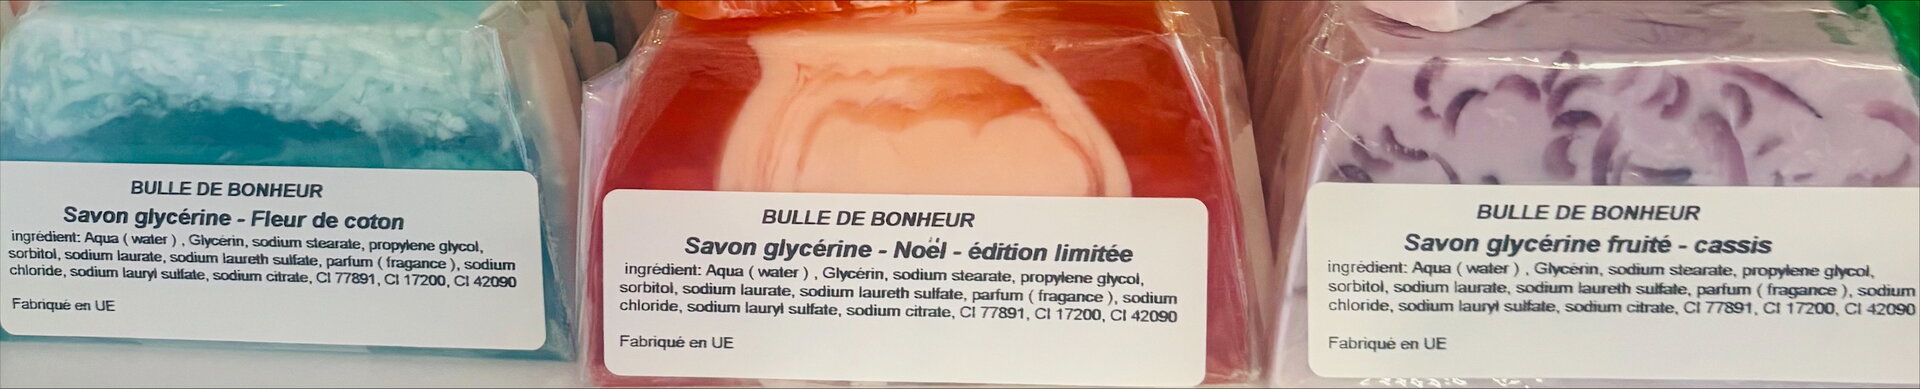 BULLE DE BONHEUR
Savon glycérine - Fleur de coton
ingrédient: Aqua ( water ) , Glycérin, sodium stearate, propylene glycol,
sorbitol, sodium laurate, sodium laureth sulfate, parfum ( fragance ), sodium
chloride, sodium lauryl sulfate, sodium citrate, CI 77891, CI 17200, CI 42090
Fabriqué en UE
BULLE DE BONHEUR
Savon glycérine - Noël - édition limitée
ingrédient: Aqua ( water ) , Glycérin, sodium stearate, propylene glycol,
sorbitol, sodium laurate, sodium laureth sulfate, parfum ( fragance ), sodium
chloride, sodium lauryl sulfate, sodium citrate, CI 77891, CI 17200, CI 42090
Fabriqué en UE
BULLE DE BONHEUR
Savon glycérine fruité - cassis
ingrédient: Aqua ( water ) , Glycérin, sodium stearate, propylene glycol,
sorbitol, sodium laurate, sodium laureth sulfate, parfum ( fragance ), sodium
chloride, sodium lauryl sulfate, sodium citrate, CI 77891, CI 17200, CI 42090
Fabriqué en UE